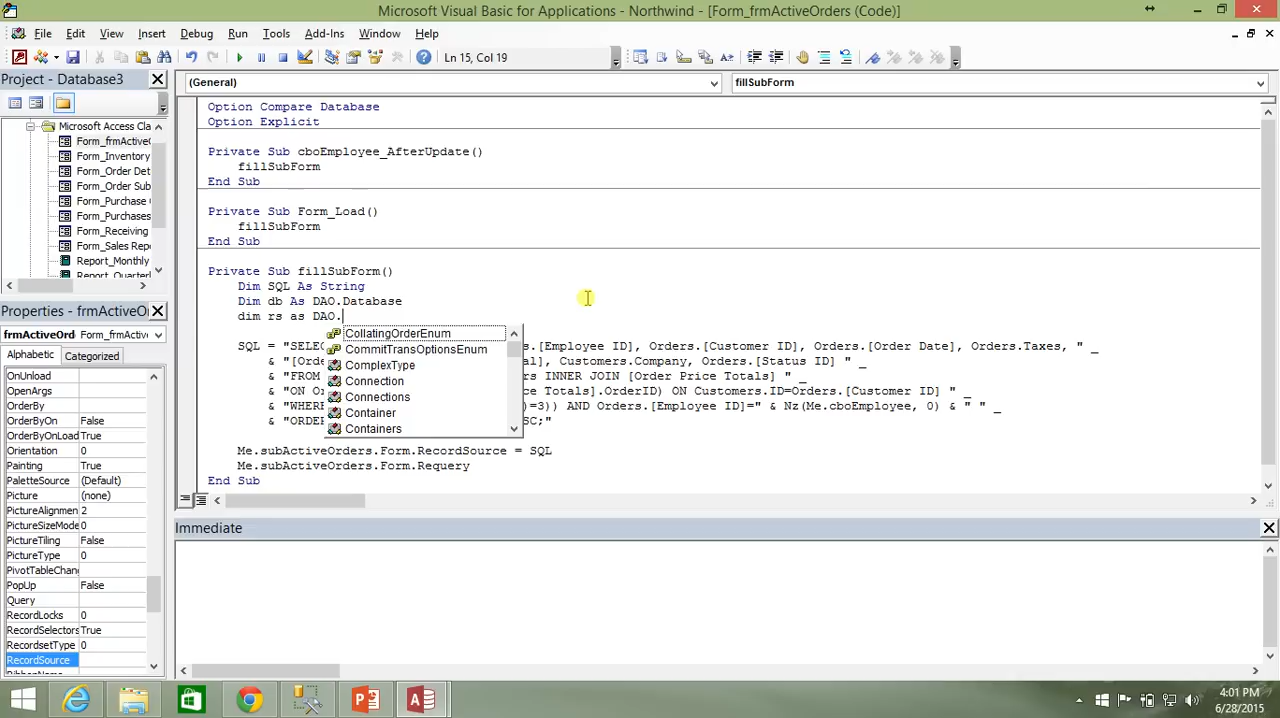 Microsoft Visual Basic for Applications - Northwind - [Form_frmActiveOrders (Code)]
File Edit View Insert Format Debug Run Tools Add-Ins Window Help
Ln 15, Col 19
Project - Database3
(General)
fillSubForm
Microsoft Access Cla
Form_frmActiveO
Form_Inventory
Form_Order Det
Form_Order Sub
Form_Purchase
Form_Purchases
Form_Receiving
Form_Sales Repo
Report_Monthly
Report_Quarterl
Properties - frmActiveOr
frmActiveOrd Form_frmActiveOrde
Alphabetic Categorized
OnUnload
OpenArgs
OrderBy
OrderByOn False
OrderByOnLoad True
Orientation 0
Painting True
PaletteSource (Default)
Picture (none)
PictureAlignmen 2
PictureSizeMode 0
PictureTiling False
PictureType 0
PivotTableChang
PopUp False
Query
RecordLocks 0
RecordSelectors True
RecordsetType 0
RecordSource
Option Compare Database
Option Explicit
Private Sub cboEmployee_AfterUpdate()
fillSubForm
End Sub
Private Sub Form_Load()
fillSubForm
End Sub
Private Sub fillSubForm()
Dim SQL As String
Dim db As DAO.Database
dim rs as DAO.
CollatingOrderEnum
CommitTransOptionsEnum
ComplexType
Connection
Connections
Container
Containers
SQL = "SELEC s.[Employee ID], Orders.[Customer ID], Orders.[Order Date], Orders.Taxes, " _
& "[Ord al], Customers.Company, Orders.[Status ID] " _
& "FROM rs INNER JOIN [Order Price Totals] " _
& "ON O e Totals].OrderID) ON Customers.ID=Orders.[Customer ID] " _
& "WHER )=3)) AND Orders.[Employee ID]=" & Nz(Me.cboEmployee, 0) & " " _
& "ORDE SC;"
Me.subActiveOrders.Form.RecordSource = SQL
Me.subActiveOrders.Form.Requery
End Sub
Immediate
4:01 PM
6/28/2015